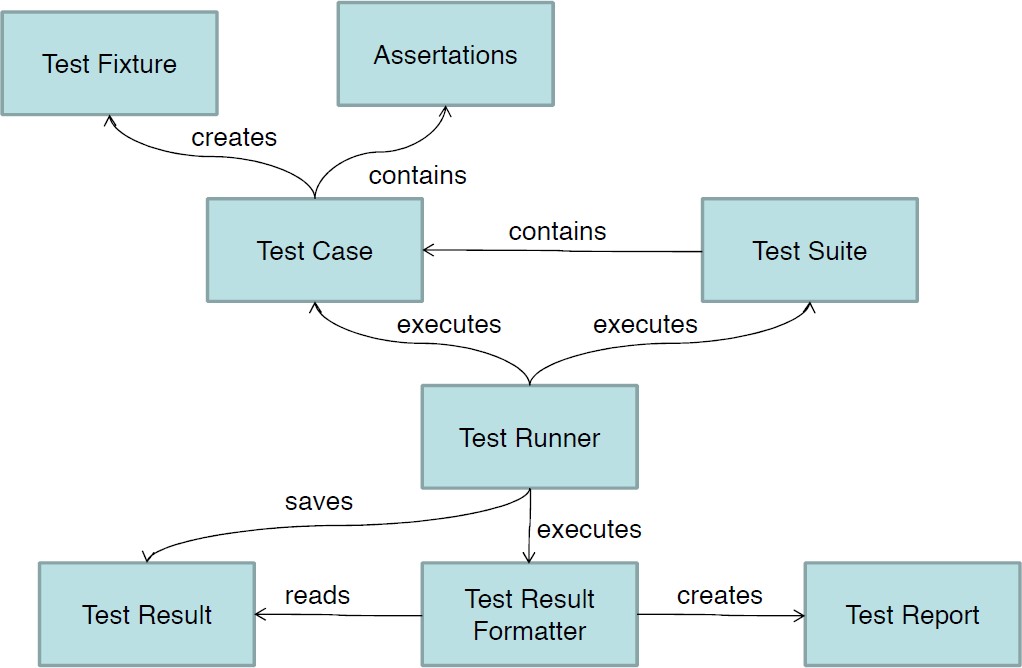 Test Fixture
Assertations
creates
contains
Test Case
contains
Test Suite
executes
executes
Test Runner
saves
executes
Test Result
reads
Test Result
Formatter
creates
Test Report